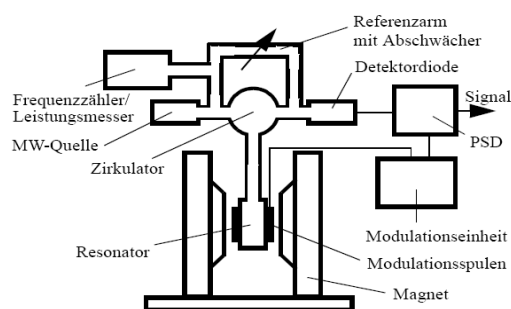 Referenzarm
mit Abschwächer
Detektordiode
Frequenzzähler/
Leistungsmesser
Signal
MW-Quelle
PSD
Zirkulator
Resonator
Modulationseinheit
Modulationsspulen
Magnet